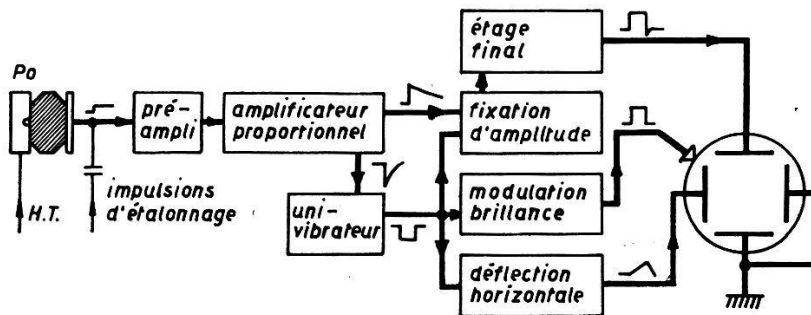 étage
final
Po
pré-
ampli
amplificateur
proportionnel
fixation
d'amplitude
H.T.
impulsions
d'étalonnage
uni-
vibrateur
modulation
brillance
déflection
horizontale